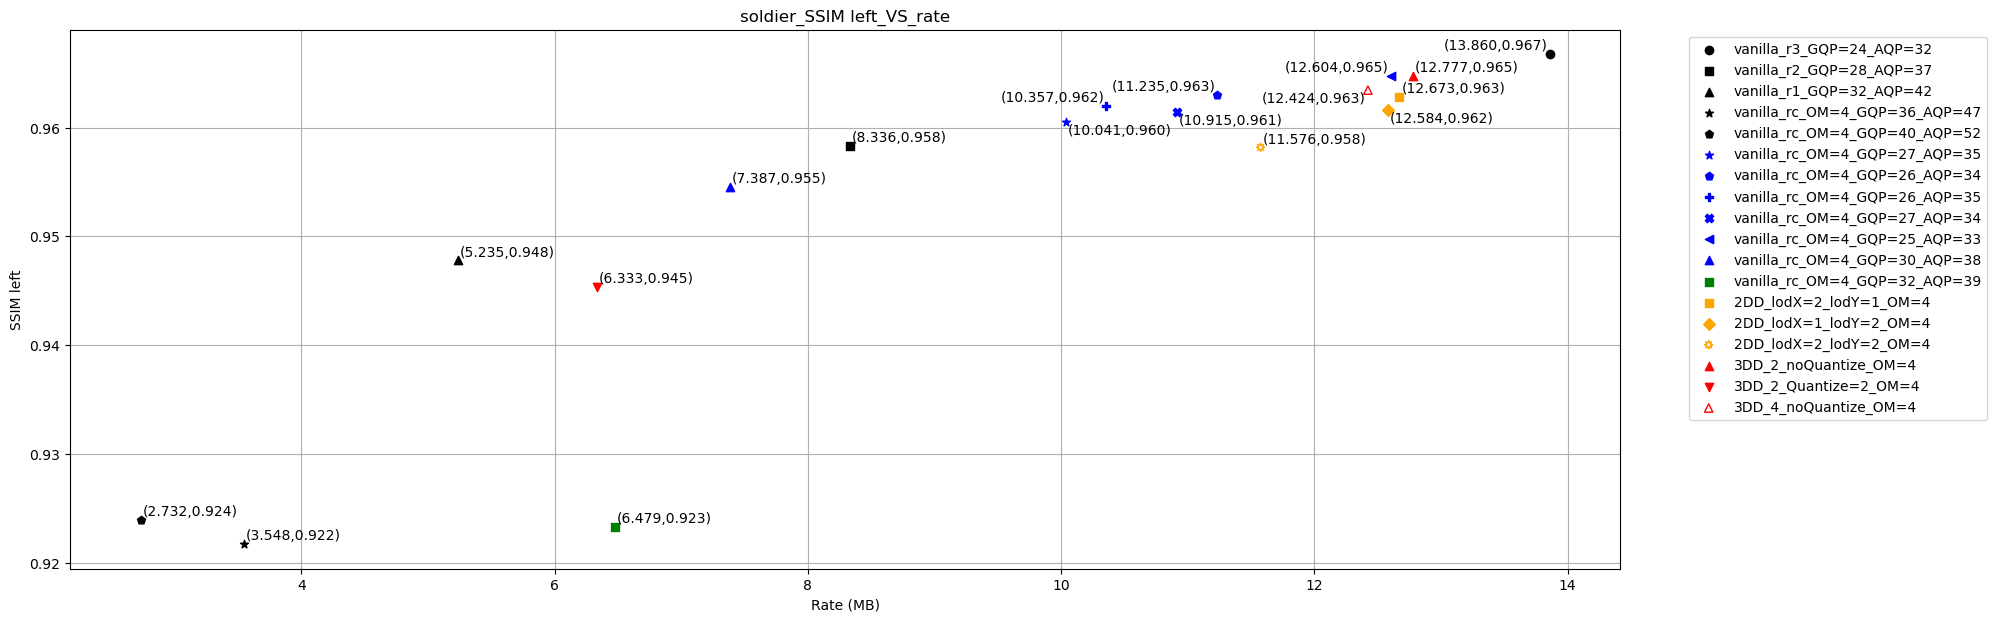 soldier_SSIM left_VS_rate
(13.860,0.967)
(12.604,0.965)
(12.777,0.965)
(11.235,0.963)
(12.673,0.963)
(10.357,0.962)
(12.424,0.963)
(10.915,0.961)
(12.584,0.962)
(10.041,0.960)
(8.336,0.958)
(11.576,0.958)
(7.387,0.955)
(5.235,0.948)
(6.333,0.945)
(2.732,0.924)
(6.479,0.923)
(3.548,0.922)
0.96
0.95
0.94
0.93
0.92
SSIM left
4
6
8
10
12
14
Rate (MB)
vanilla_r3_GQP=24_AQP=32
vanilla_r2_GQP=28_AQP=37
vanilla_r1_GQP=32_AQP=42
vanilla_rc_OM=4_GQP=36_AQP=47
vanilla_rc_OM=4_GQP=40_AQP=52
vanilla_rc_OM=4_GQP=27_AQP=35
vanilla_rc_OM=4_GQP=26_AQP=34
vanilla_rc_OM=4_GQP=26_AQP=35
vanilla_rc_OM=4_GQP=27_AQP=34
vanilla_rc_OM=4_GQP=25_AQP=33
vanilla_rc_OM=4_GQP=30_AQP=38
vanilla_rc_OM=4_GQP=32_AQP=39
2DD_lodX=2_lodY=1_OM=4
2DD_lodX=1_lodY=2_OM=4
2DD_lodX=2_lodY=2_OM=4
3DD_2_noQuantize_OM=4
3DD_2_Quantize=2_OM=4
3DD_4_noQuantize_OM=4